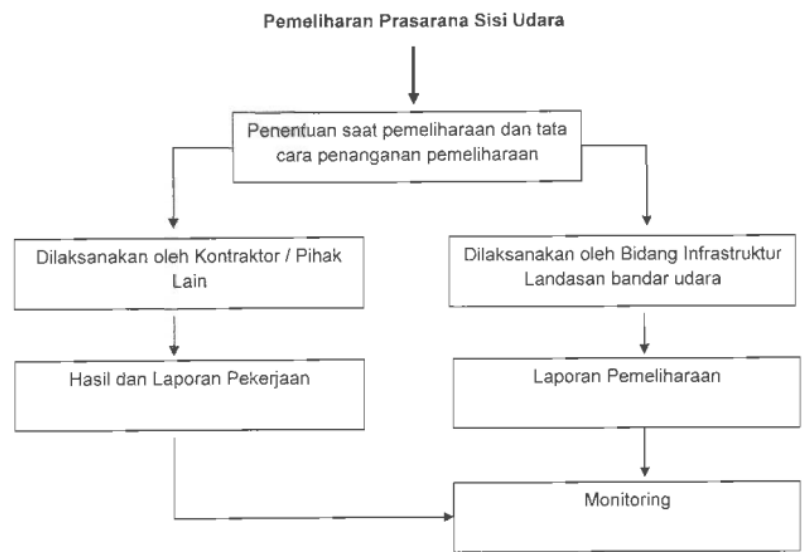 Pemeliharan Prasarana Sisi Udara
Penentuan saat pemeliharaan dan tata
cara penanganan pemeliharaan
Dilaksanakan oleh Kontraktor / Pihak
Lain
Dilaksanakan oleh Bidang Infrastruktur
Landasan bandar udara
Hasil dan Laporan Pekerjaan
Laporan Pemeliharaan
Monitoring